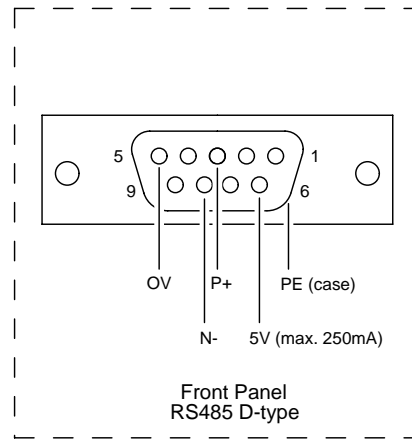 5 1
9 6
OV P+ PE (case)
N- 5V (max. 250mA)
Front Panel
RS485 D-type